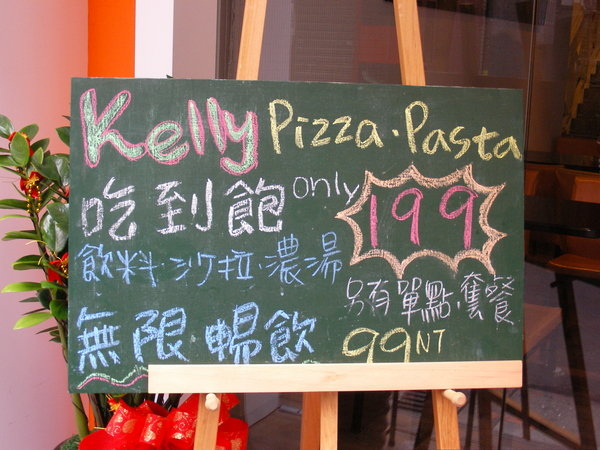 Kelly Pizza·Pasta
吃到飽 only 199
飲料·沙拉·濃湯
另有單點·套餐
無限暢飲 99NT